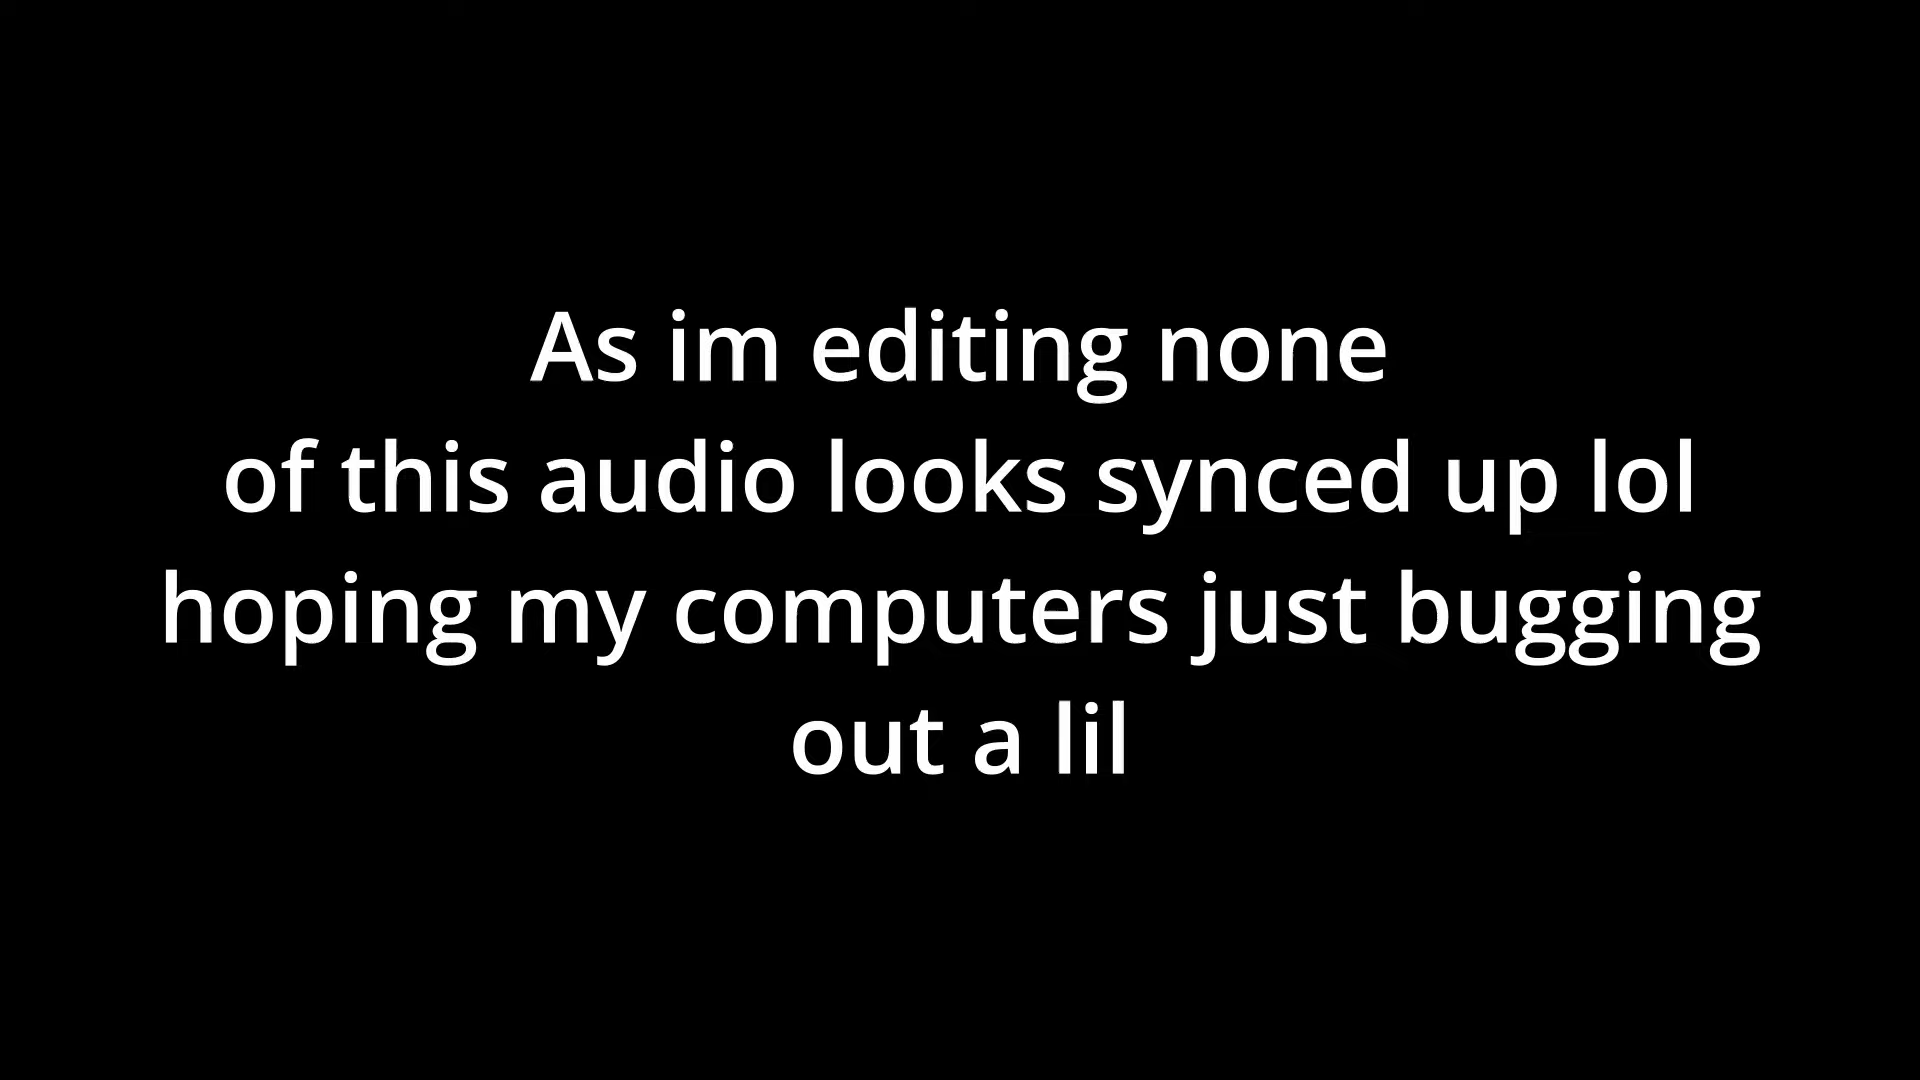 As im editing none
of this audio looks synced up lol
hoping my computers just bugging
out a lil